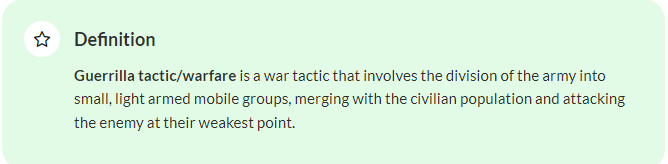 Definition
Guerrilla tactic/warfare is a war tactic that involves the division of the army into
small, light armed mobile groups, merging with the civilian population and attacking
the enemy at their weakest point.